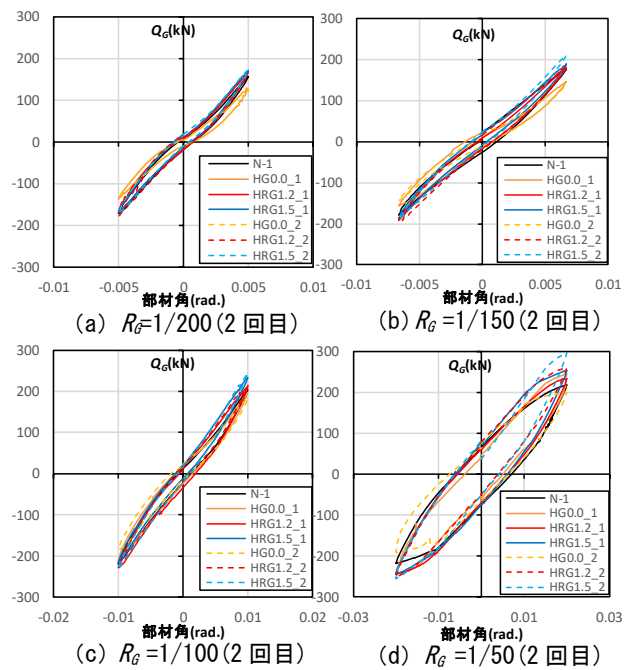 Q_G(kN)
300
200
100
0
-100
-200
-300
-0.01
-0.005
0
0.005
0.01
部材角(rad.)
N-1
HG0.0_1
HRG1.2_1
HRG1.5_1
HG0.0_2
HRG1.2_2
HRG1.5_2
(a) R_G=1/200(2 回目)
Q_G(kN)
300
200
100
0
-100
-200
-300
-0.01
-0.005
0
0.005
0.01
部材角(rad.)
N-1
HG0.0_1
HRG1.2_1
HRG1.5_1
HG0.0_2
HRG1.2_2
HRG1.5_2
(b) R_G =1/150(2 回目)
Q_G(kN)
300
200
100
0
-100
-200
-300
-0.02
-0.01
0
0.01
0.02
部材角(rad.)
N-1
HG0.0_1
HRG1.2_1
HRG1.5_1
HG0.0_2
HRG1.2_2
HRG1.5_2
(c) R_G =1/100(2 回目)
Q_G(kN)
300
200
100
0
-100
-200
-300
-0.03
-0.01
0.01
0.03
部材角(rad.)
N-1
HG0.0_1
HRG1.2_1
HRG1.5_1
HG0.0_2
HRG1.2_2
HRG1.5_2
(d) R_G =1/50(2 回目)